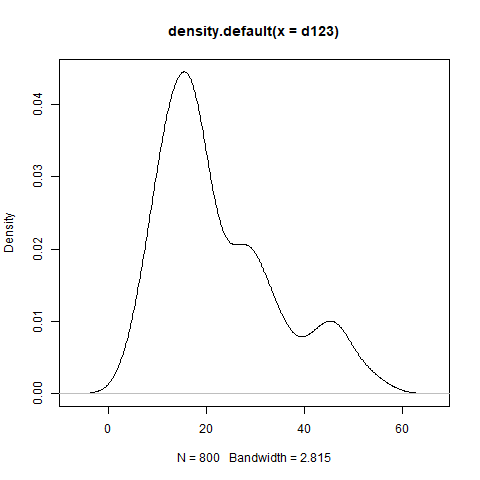 density.default(x = d123)
Density
0.04
0.03
0.02
0.01
0.00
0 20 40 60
N = 800 Bandwidth = 2.815